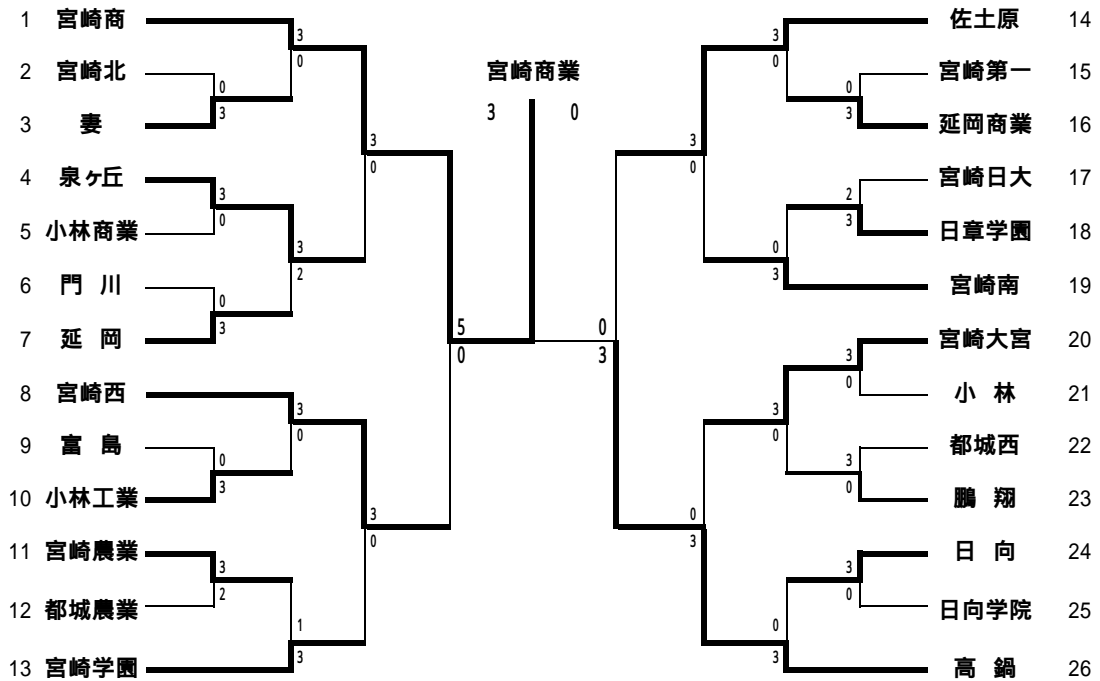 1 宮崎商
3
0
2 宮崎北
0
3
3 妻
3
0
4 泉ヶ丘
3
0
5 小林商業
3
2
6 門 川
0
3
7 延 岡
5
0
8 宮崎西
3
0
9 富 島
0
3
10 小林工業
3
0
11 宮崎農業
3
2
12 都城農業
1
3
13 宮崎学園
宮崎商業
3 0
佐土原 14
3
0
宮崎第一 15
0
3
延岡商業 16
3
0
宮崎日大 17
2
3
日章学園 18
0
3
宮崎南 19
0
3
宮崎大宮 20
3
0
小 林 21
3
0
都城西 22
3
0
鵬 翔 23
0
3
日 向 24
3
0
日向学院 25
0
3
高 鍋 26